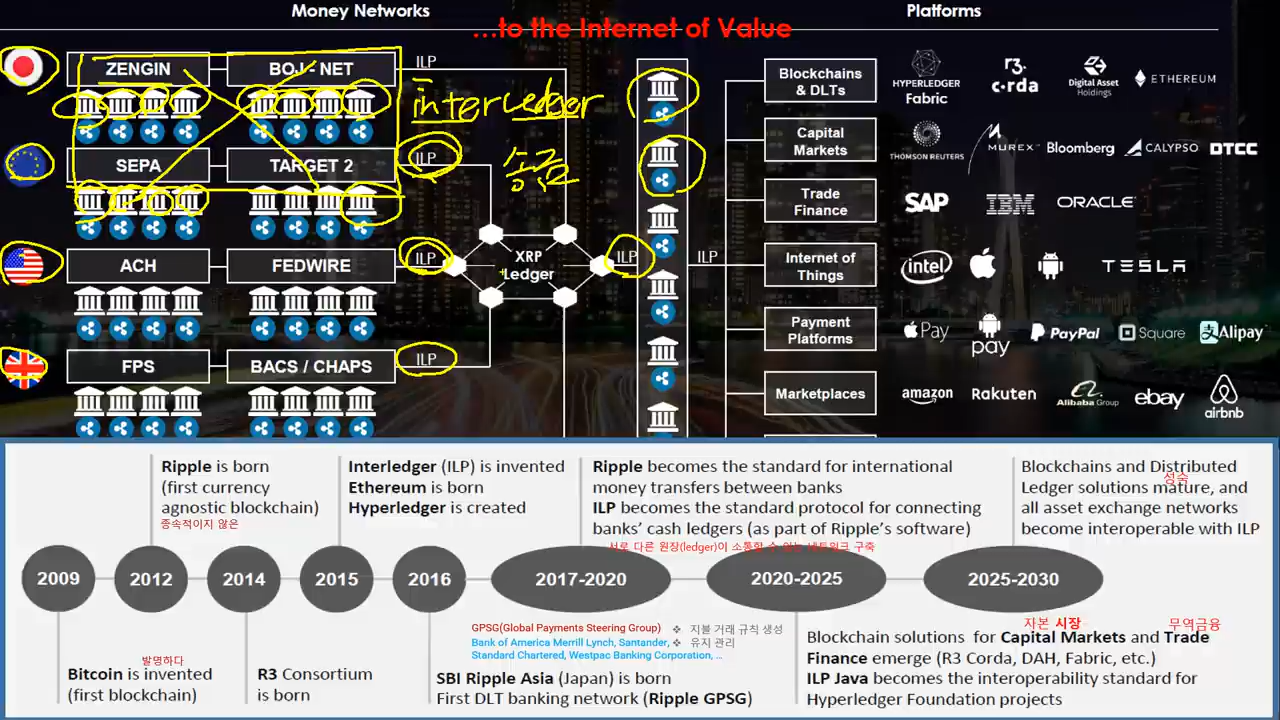 Money Networks
…to the Internet of Value
Platforms
ZENGIN
BOJ - NET
ILP
interledger
송금
SEPA
TARGET 2
ILP
ACH
FEDWIRE
ILP
XRP
Ledger
ILP
ILP
FPS
BACS / CHAPS
ILP
Blockchains
& DLTs
HYPERLEDGER
Fabric
r3.
c·rda
Digital Asset
Holdings
ETHEREUM
Capital
Markets
THOMSON REUTERS
MUREX
Bloomberg
CALYPSO
DTCC
Trade
Finance
SAP
IBM
ORACLE
Internet of
Things
intel
TESLA
Payment
Platforms
Pay
pay
PayPal
Square
支
Alipay
Marketplaces
amazon
Rakuten
Alibaba Group
ebay
airbnb
Ripple is born
(first currency
agnostic blockchain)
종속적이지 않은
Interledger (ILP) is invented
Ethereum is born
Hyperledger is created
Ripple becomes the standard for international
money transfers between banks
ILP becomes the standard protocol for connecting
banks’ cash ledgers (as part of Ripple’s software)
서로 다른 원장(ledger)이 소통할 수 있는 네트워크 구축
Blockchains and Distributed
성숙
Ledger solutions mature, and
all asset exchange networks
become interoperable with ILP
2009
2012
2014
2015
2016
2017-2020
2020-2025
2025-2030
발명하다
Bitcoin is invented
(first blockchain)
R3 Consortium
is born
GPSG(Global Payments Steering Group) ❖ 지불 거래 규칙 생성
Bank of America Merrill Lynch, Santander, ❖ 유지 관리
Standard Chartered, Westpac Banking Corporation, …
SBI Ripple Asia (Japan) is born
First DLT banking network (Ripple GPSG)
자본 시장
무역금융
Blockchain solutions for Capital Markets and Trade
Finance emerge (R3 Corda, DAH, Fabric, etc.)
ILP Java becomes the interoperability standard for
Hyperledger Foundation projects